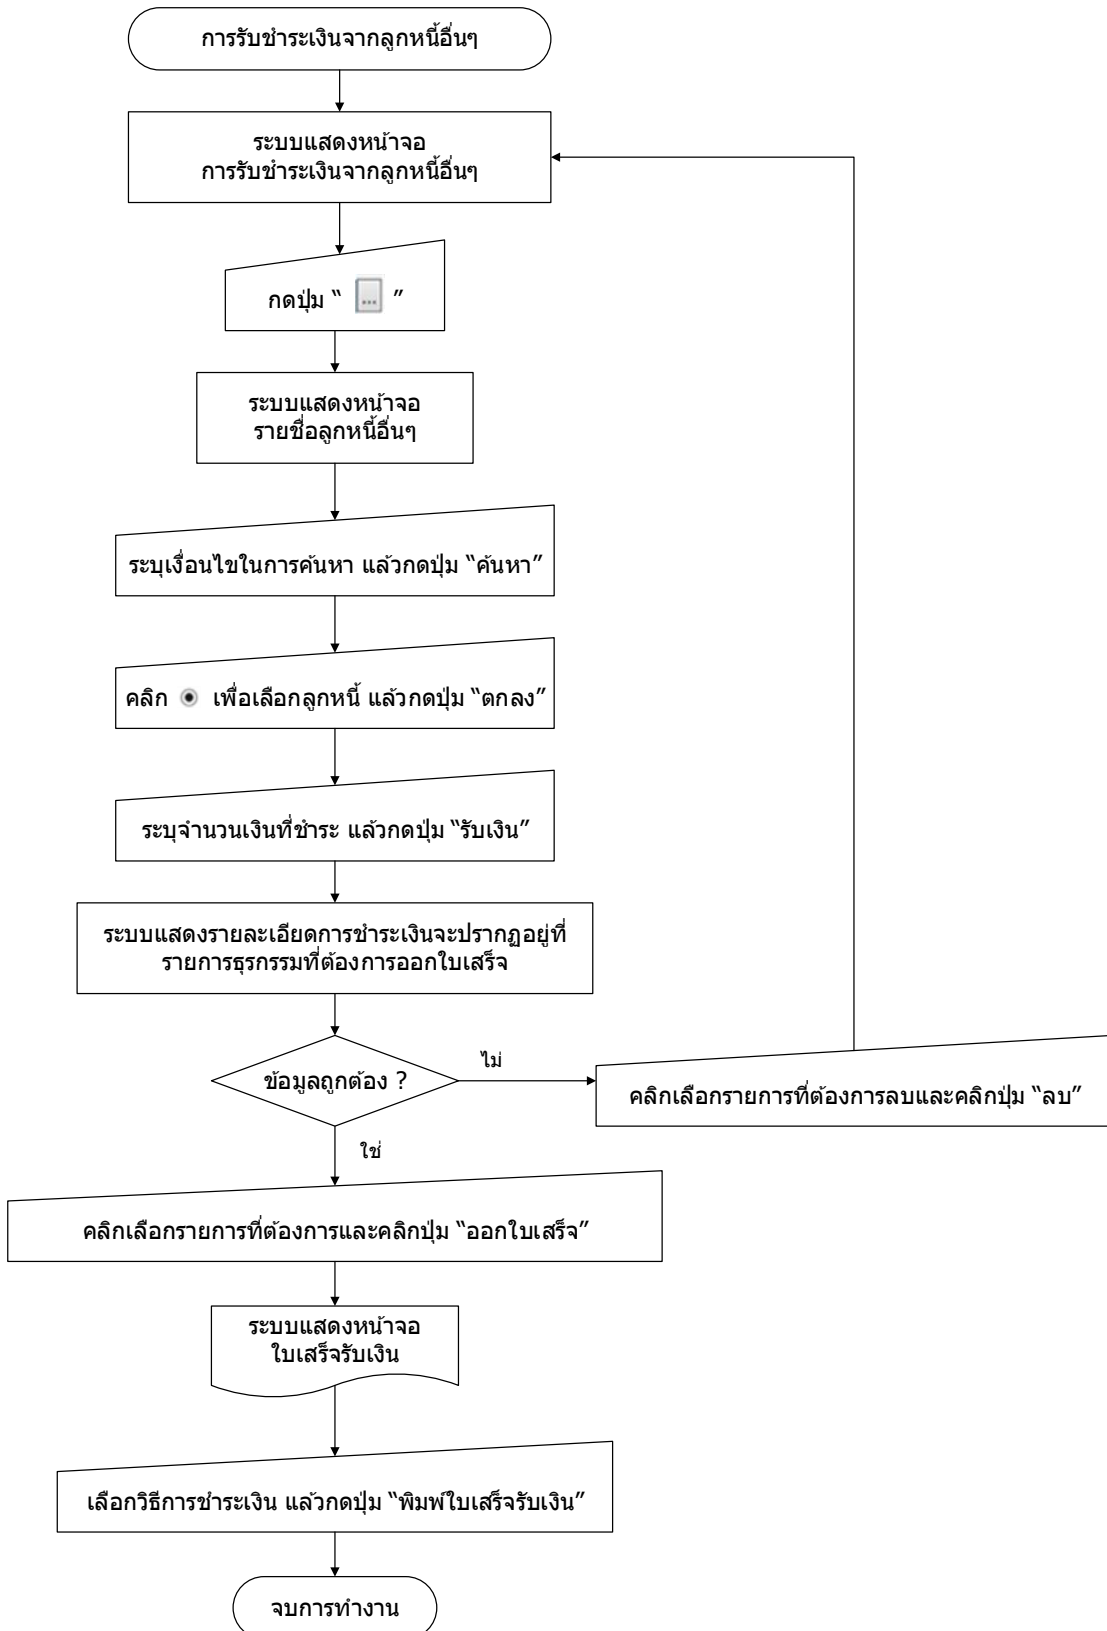 การรับชำระเงินจากลูกหนี้อื่นๆ
ระบบแสดงหน้าจอ
การรับชำระเงินจากลูกหนี้อื่นๆ
กดปุ่ม “ ... ”
ระบบแสดงหน้าจอ
รายชื่อลูกหนี้อื่นๆ
ระบุเงื่อนไขในการค้นหา แล้วกดปุ่ม “ค้นหา”
คลิก เพื่อเลือกลูกหนี้ แล้วกดปุ่ม “ตกลง”
ระบุจำนวนเงินที่ชำระ แล้วกดปุ่ม “รับเงิน”
ระบบแสดงรายละเอียดการชำระเงินจะปรากฏอยู่ที่
รายการธุรกรรมที่ต้องการออกใบเสร็จ
ข้อมูลถูกต้อง ?
ไม่
คลิกเลือกรายการที่ต้องการลบและคลิกปุ่ม “ลบ”
ใช่
คลิกเลือกรายการที่ต้องการและคลิกปุ่ม “ออกใบเสร็จ”
ระบบแสดงหน้าจอ
ใบเสร็จรับเงิน
เลือกวิธีการชำระเงิน แล้วกดปุ่ม “พิมพ์ใบเสร็จรับเงิน”
จบการทำงาน